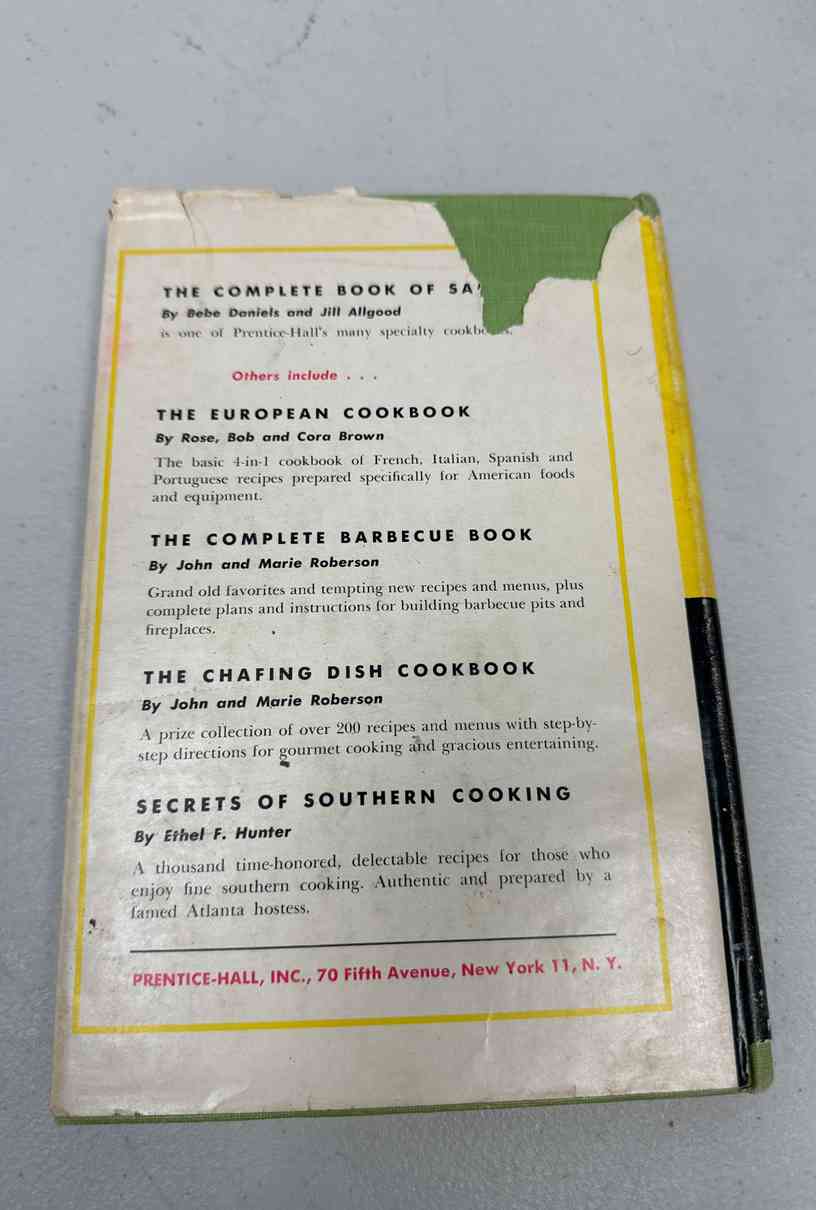 THE COMPLETE BOOK OF
By Bebe Daniels and Jill Allgood
is one of Prentice-Hall's many specialty
Others include . . .
THE EUROPEAN COOKBOOK
By Rose, Bob and Cora Brown
The basic 4-in-1 cookbook of French, Italian, Spanish and
Portuguese recipes prepared specifically for American foods
and equipment.
THE COMPLETE BARBECUE BOOK
By John and Marie Roberson
Grand old favorites and tempting new recipes and menus, plus
complete plans and instructions for building barbecue pits and
fireplaces.
THE CHAFING DISH COOKBOOK
By John and Marie Roberson
A prize collection of over 200 recipes and menus with step-by-
step directions for gourmet cooking and gracious entertaining.
SECRETS OF SOUTHERN COOKING
By Ethel F. Hunter
A thousand time-honored, delectable recipes for those who
enjoy fine southern cooking. Authentic and prepared by a
famed Atlanta hostess.
PRENTICE-HALL, INC., 70 Fifth Avenue, New York 11, N. Y.